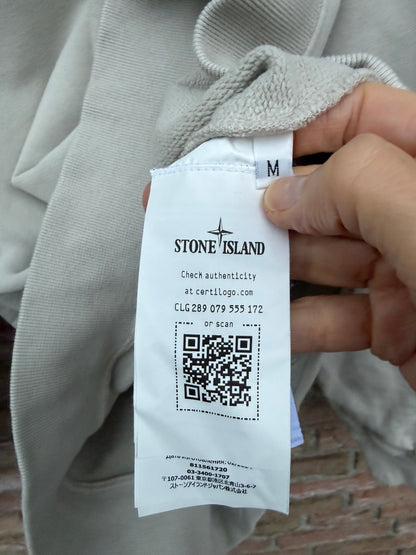 M
STONE ISLAND
Check authenticity
at certilogo.com
CLG 289 079 555 172
or scan
811561720
03-3400-1707
〒107-0061 東京都港区北青山3-6-7
ストーンアイランドジャパン株式会社